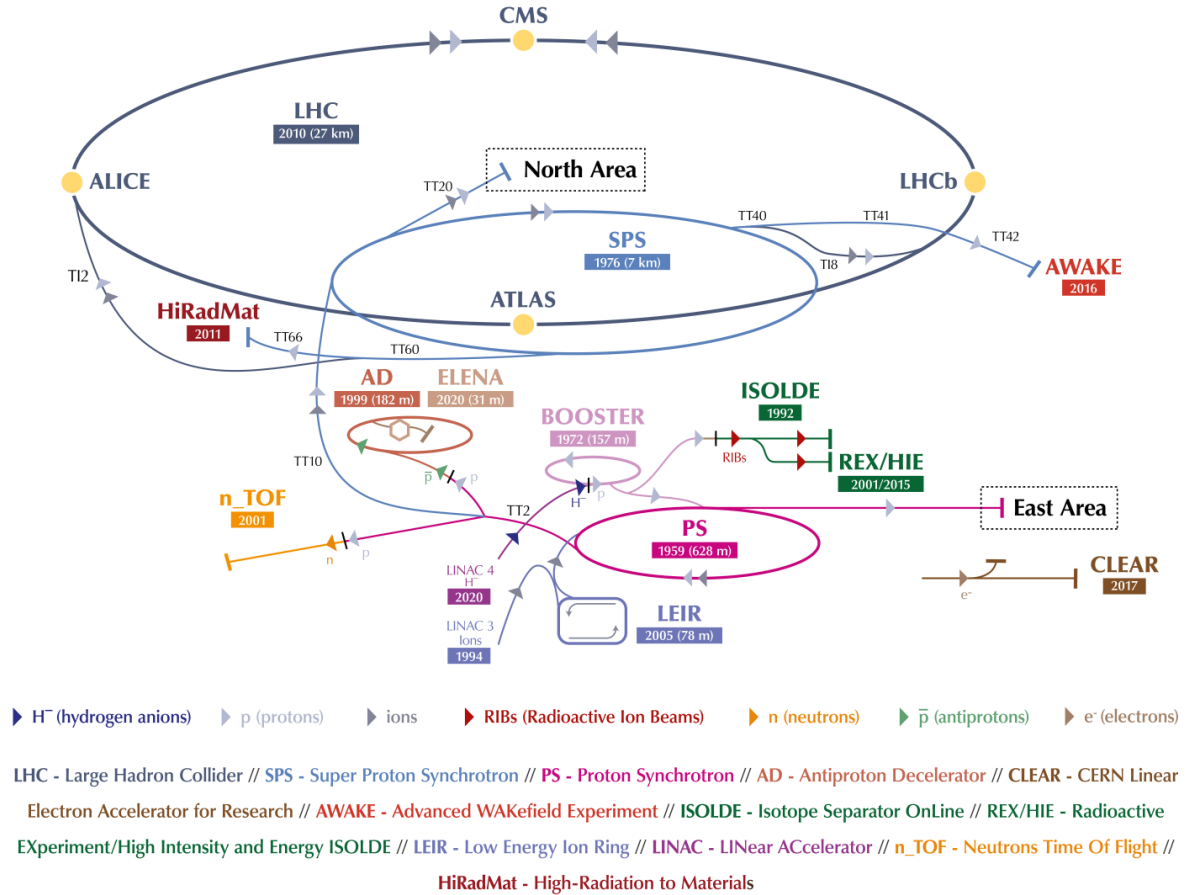 CMS
LHC
2010 (27 km)
North Area
TT20
ALICE
LHCb
TT40
TT41
SPS
1976 (7 km)
TT42
TI8
AWAKE
2016
TI2
ATLAS
HiRadMat
2011
TT66
TT60
AD
1999 (182 m)
ELENA
2020 (31 m)
ISOLDE
1992
BOOSTER
1972 (157 m)
RIBs
REX/HIE
2001/2015
TT10
p̅
p
H⁻
p
n_TOF
2001
TT2
East Area
PS
1959 (628 m)
n
p
LINAC 4
H⁻
2020
CLEAR
2017
e-
LINAC 3
Ions
1994
LEIR
2005 (78 m)
H⁻ (hydrogen anions)
p (protons)
ions
RIBs (Radioactive Ion Beams)
n (neutrons)
p̅ (antiprotons)
e- (electrons)
LHC - Large Hadron Collider // SPS - Super Proton Synchrotron // PS - Proton Synchrotron // AD - Antiproton Decelerator // CLEAR - CERN Linear
Electron Accelerator for Research // AWAKE - Advanced WAKefield Experiment // ISOLDE - Isotope Separator OnLine // REX/HIE - Radioactive
EXperiment/High Intensity and Energy ISOLDE // LEIR - Low Energy Ion Ring // LINAC - LINear ACcelerator // n_TOF - Neutrons Time Of Flight //
HiRadMat - High-Radiation to Materials